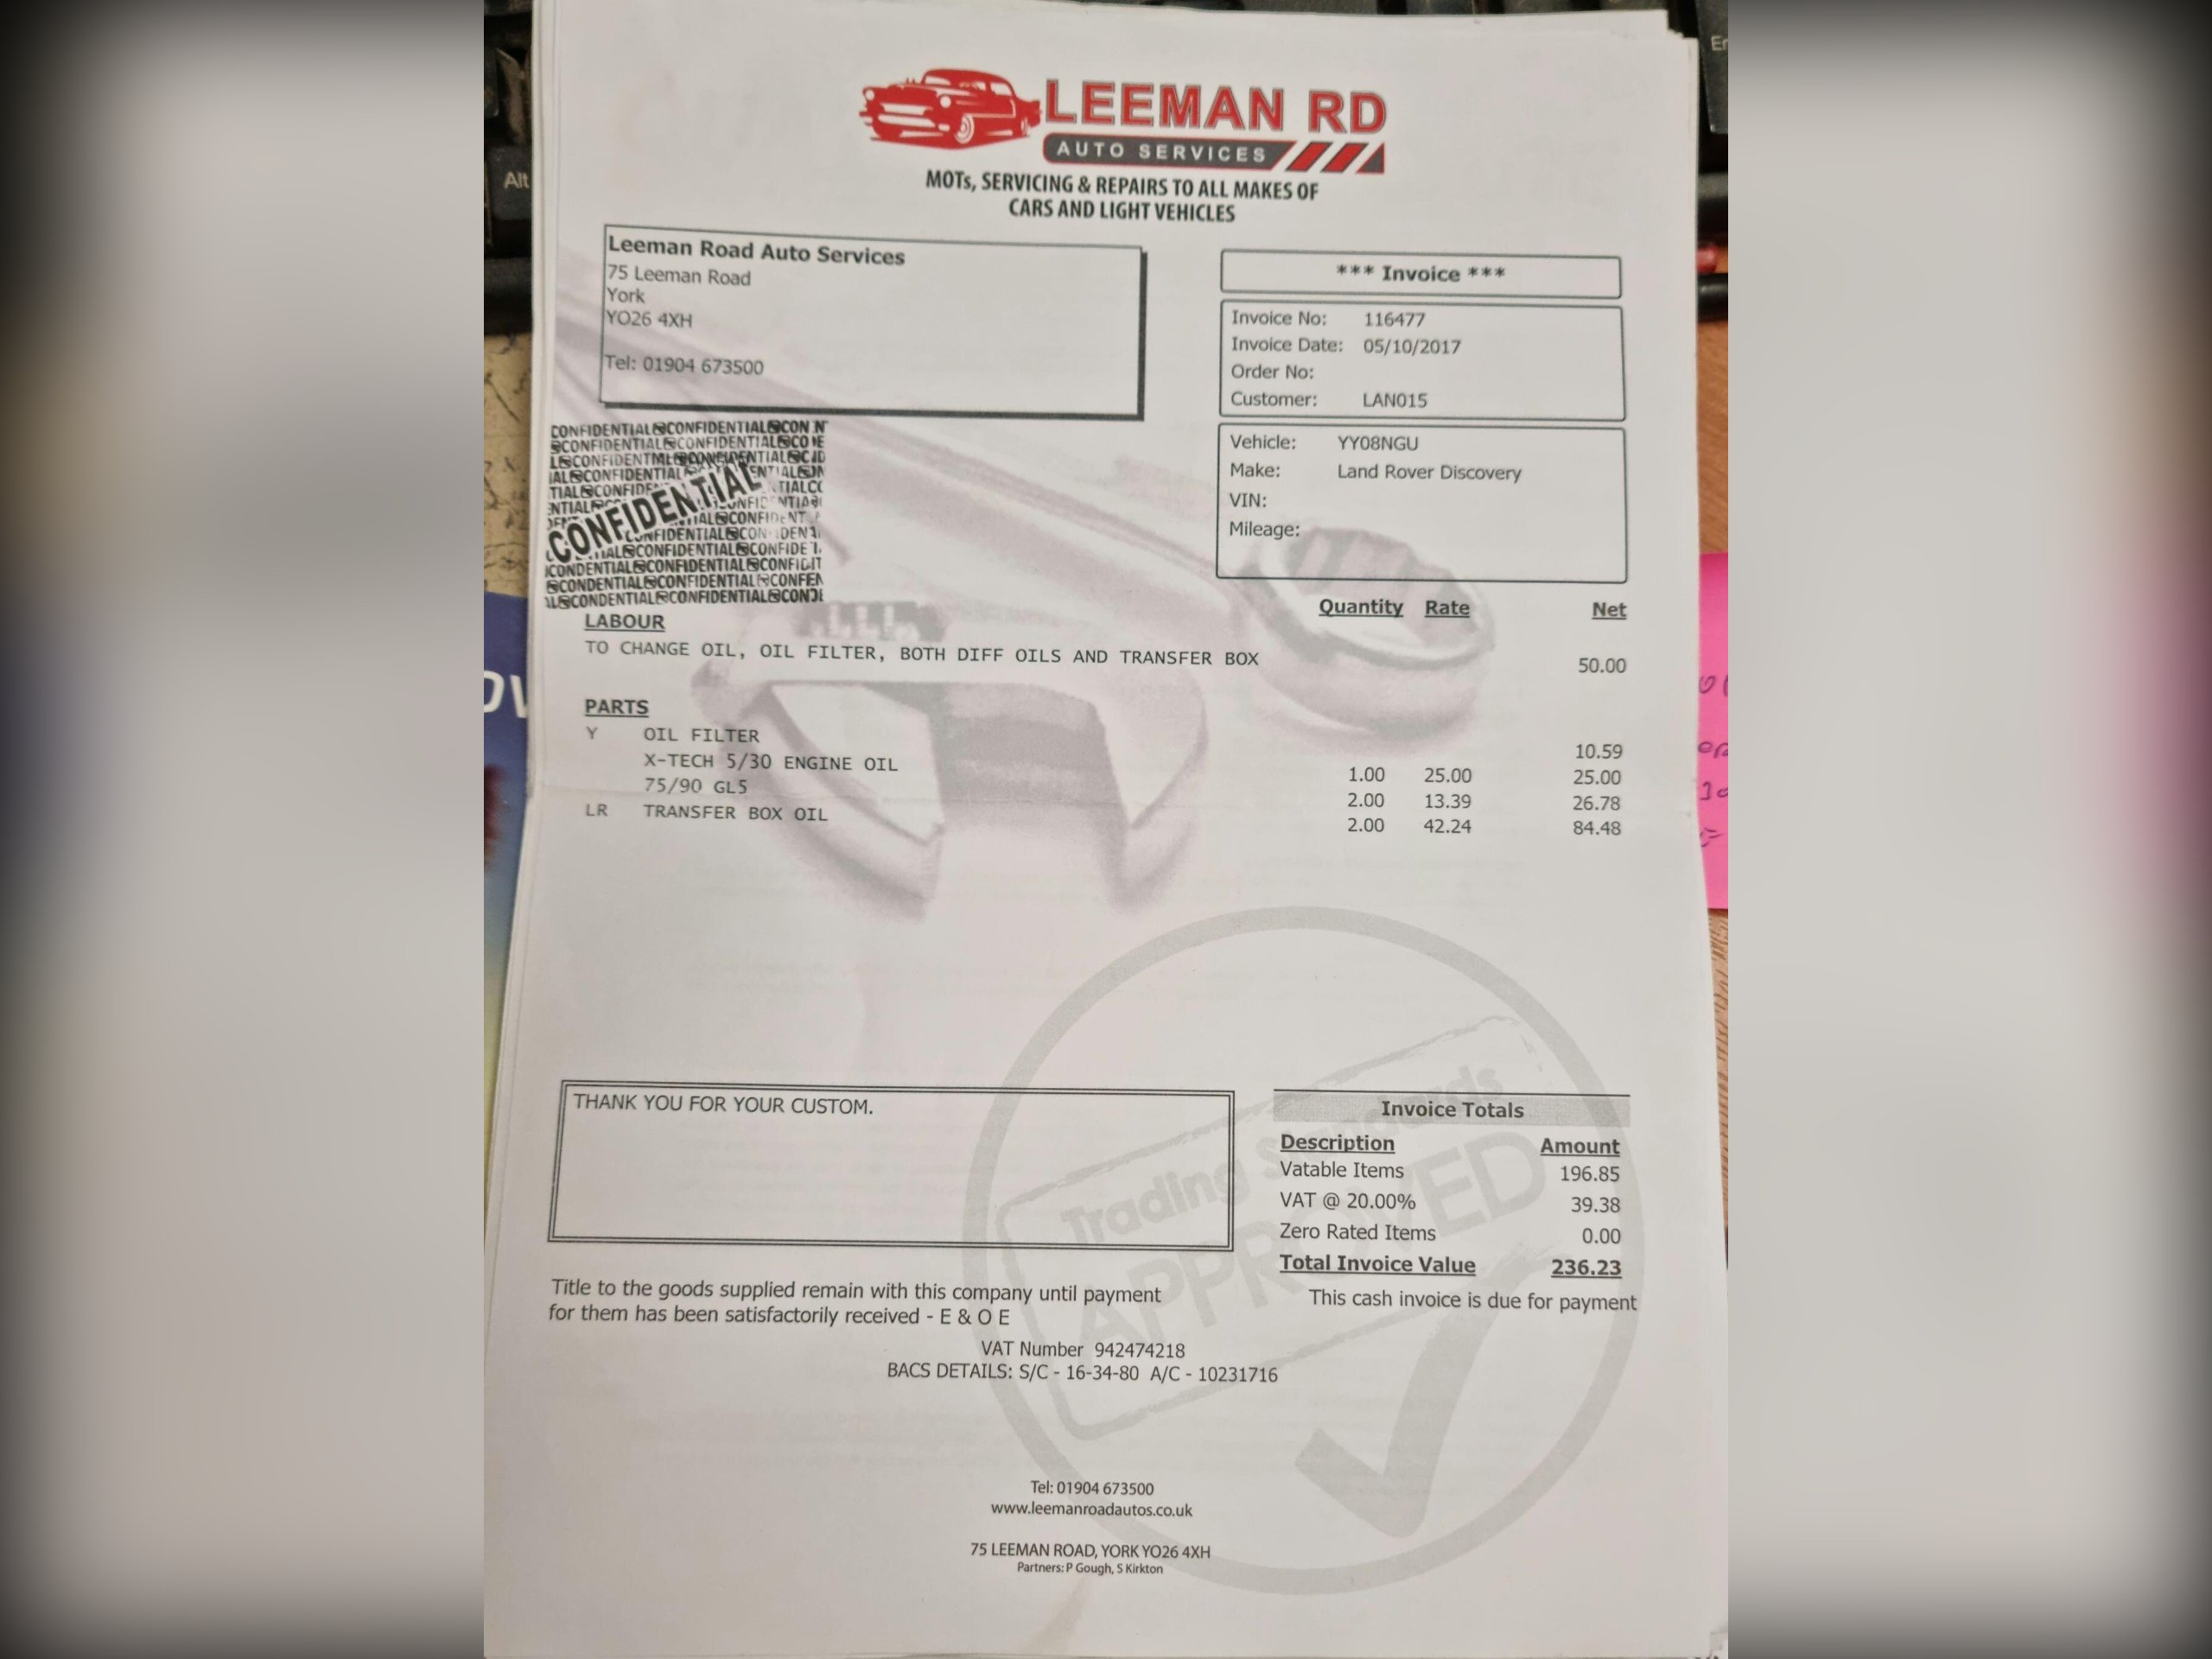 Alt
LEEMAN RD
AUTO SERVICES
MOTs, SERVICING & REPAIRS TO ALL MAKES OF
CARS AND LIGHT VEHICLES
Leeman Road Auto Services
75 Leeman Road
York
YO26 4XH
Tel: 01904 673500
*** Invoice ***
Invoice No: 116477
Invoice Date: 05/10/2017
Order No:
Customer: LAN015
Vehicle: YY08NGU
Make: Land Rover Discovery
VIN:
Mileage:
CONFIDENTIAL
Quantity Rate Net
LABOUR
TO CHANGE OIL, OIL FILTER, BOTH DIFF OILS AND TRANSFER BOX 50.00
PARTS
Y OIL FILTER 10.59
X-TECH 5/30 ENGINE OIL 1.00 25.00 25.00
75/90 GL5 2.00 13.39 26.78
LR TRANSFER BOX OIL 2.00 42.24 84.48
THANK YOU FOR YOUR CUSTOM.
Invoice Totals
Description Amount
Vatable Items 196.85
VAT @ 20.00% 39.38
Zero Rated Items 0.00
Total Invoice Value 236.23
This cash invoice is due for payment
Trading Standards
APPROVED
Title to the goods supplied remain with this company until payment
for them has been satisfactorily received - E & O E
VAT Number 942474218
BACS DETAILS: S/C - 16-34-80 A/C - 10231716
Tel: 01904 673500
www.leemanroadautos.co.uk
75 LEEMAN ROAD, YORK YO26 4XH
Partners: P Gough, S Kirkton